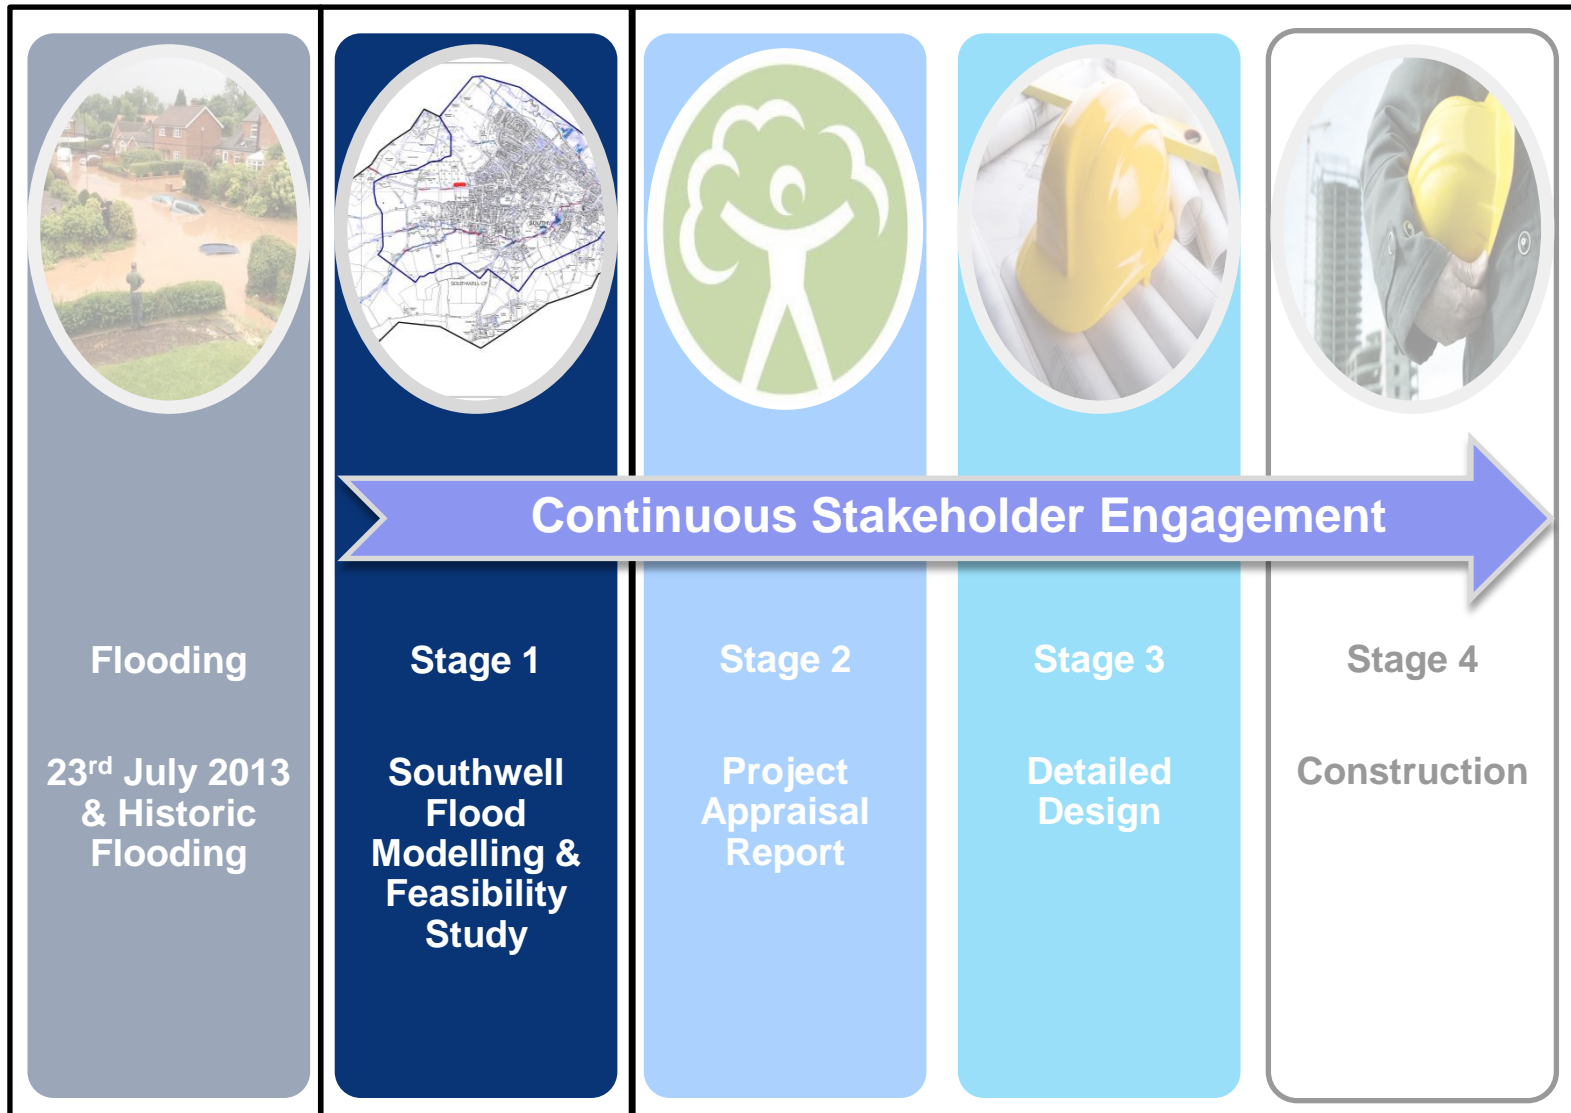 Continuous Stakeholder Engagement
Flooding
23rd July 2013
& Historic
Flooding
Stage 1
Southwell
Flood
Modelling &
Feasibility
Study
Stage 2
Project
Appraisal
Report
Stage 3
Detailed
Design
Stage 4
Construction